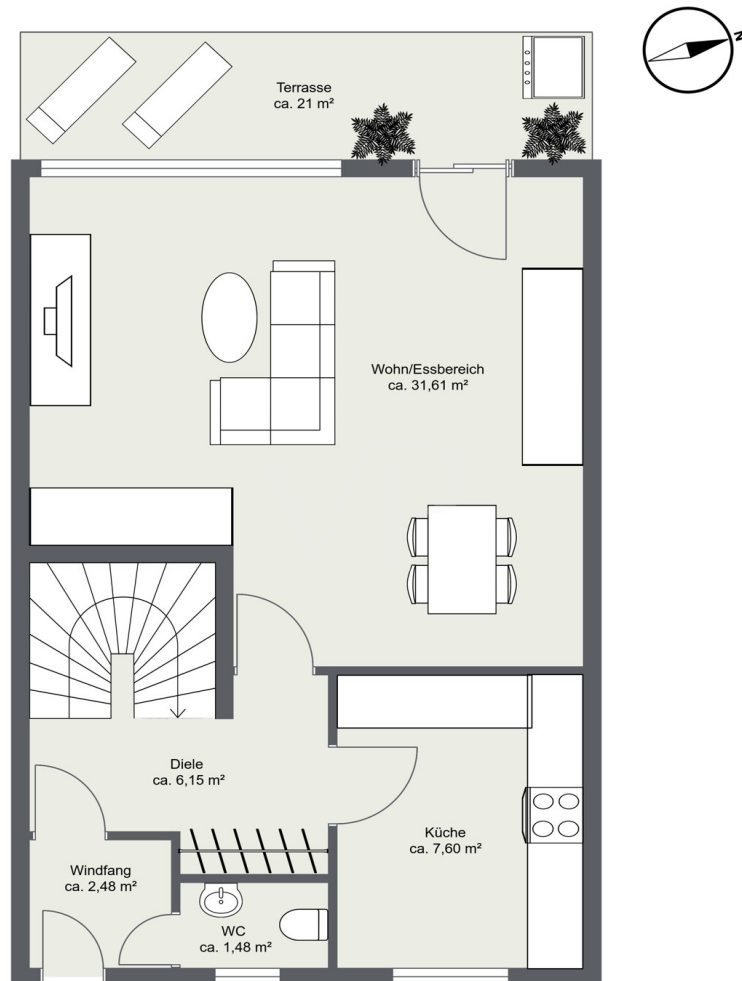 N
Terrasse
ca. 21 m²
Wohn/Essbereich
ca. 31,61 m²
Diele
ca. 6,15 m²
Küche
ca. 7,60 m²
Windfang
ca. 2,48 m²
WC
ca. 1,48 m²